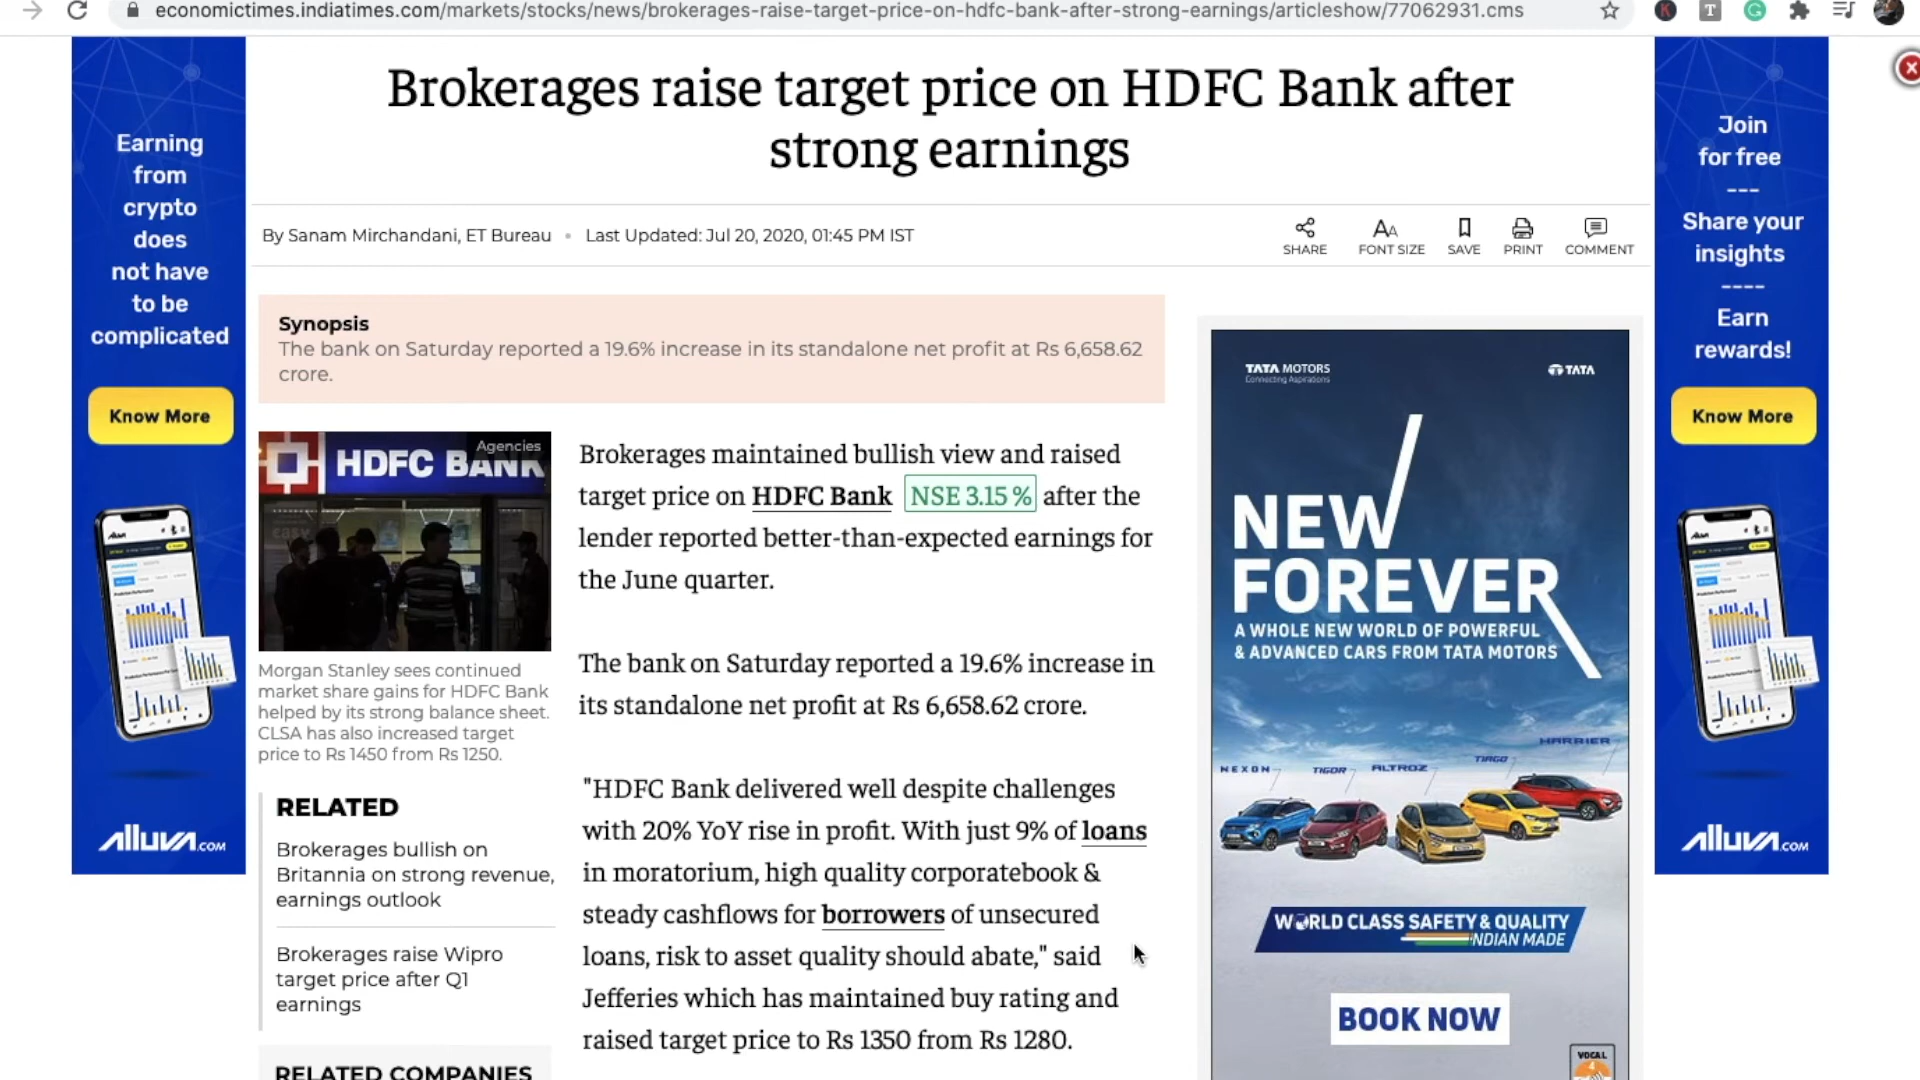 economictimes.indiatimes.com/markets/stocks/news/brokerages-raise-target-price-on-hdfc-bank-after-strong-earnings/articleshow/77062931.cms
Brokerages raise target price on HDFC Bank after
strong earnings
By Sanam Mirchandani, ET Bureau • Last Updated: Jul 20, 2020, 01:45 PM IST
SHARE
FONT SIZE
SAVE
PRINT
COMMENT
Earning
from
crypto
does
not have
to be
complicated
Know More
alluva.com
Synopsis
The bank on Saturday reported a 19.6% increase in its standalone net profit at Rs 6,658.62
crore.
Agencies
HDFC BANK
Morgan Stanley sees continued
market share gains for HDFC Bank
helped by its strong balance sheet.
CLSA has also increased target
price to Rs 1450 from Rs 1250.
RELATED
Brokerages bullish on
Britannia on strong revenue,
earnings outlook
Brokerages raise Wipro
target price after Q1
earnings
RELATED COMPANIES
Brokerages maintained bullish view and raised
target price on HDFC Bank NSE 3.15 % after the
lender reported better-than-expected earnings for
the June quarter.
The bank on Saturday reported a 19.6% increase in
its standalone net profit at Rs 6,658.62 crore.
"HDFC Bank delivered well despite challenges
with 20% YoY rise in profit. With just 9% of loans
in moratorium, high quality corporatebook &
steady cashflows for borrowers of unsecured
loans, risk to asset quality should abate," said
Jefferies which has maintained buy rating and
raised target price to Rs 1350 from Rs 1280.
TATA MOTORS
Connecting Aspirations
TATA
NEW
FOREVER
A WHOLE NEW WORLD OF POWERFUL
& ADVANCED CARS FROM TATA MOTORS
NEXON
TIGOR
ALTROZ
TIAGO
HARRIER
WORLD CLASS SAFETY & QUALITY
INDIAN MADE
BOOK NOW
VOCAL
4
Join
for free
---
Share your
insights
----
Earn
rewards!
Know More
alluva.com